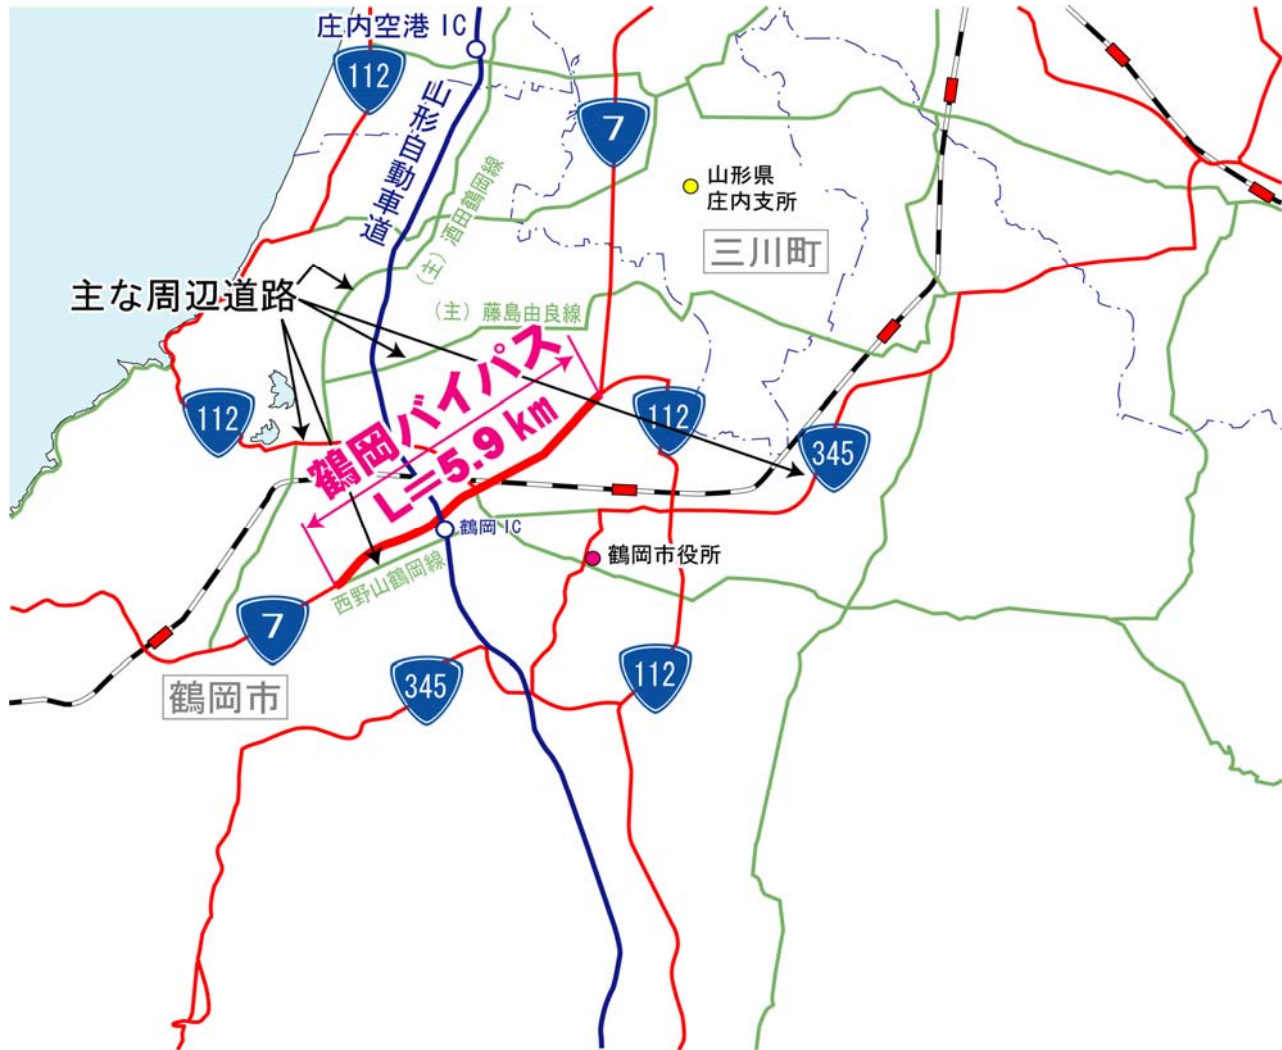 庄内空港 IC
112
山形自動車道
7
山形県
庄内支所
三川町
(主) 酒田鶴岡線
主な周辺道路
(主) 藤島由良線
鶴岡バイパス
L=5.9 km
112
112
345
鶴岡 IC
鶴岡市役所
西野山鶴岡線
7
345
112
鶴岡市